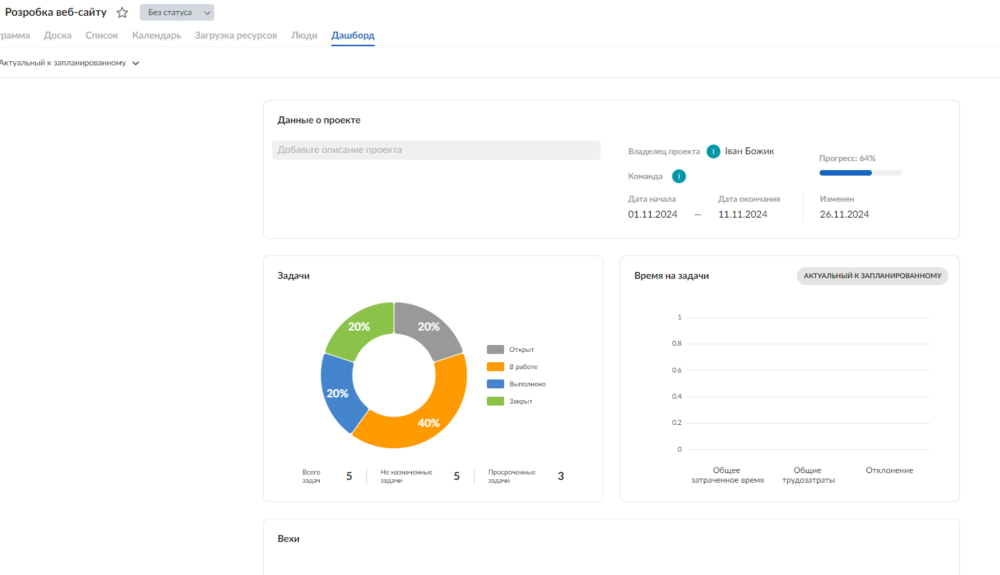 Розробка веб-сайту
Без статуса
грамма Доска Список Календарь Загрузка ресурсов Люди Дашборд
Актуальный к запланированному
Данные о проекте
Добавьте описание проекта
Владелец проекта І Іван Божик
Прогресс: 64%
Команда І
Дата начала
Дата окончания
Изменен
01.11.2024 — 11.11.2024
26.11.2024
Задачи
20%
20%
20%
40%
Открыт
В работе
Выполнено
Закрыт
Всего
задач
5
Не назначенные
задачи
5
Просроченные
задачи
3
Время на задачи
АКТУАЛЬНЫЙ К ЗАПЛАНИРОВАННОМУ
1
0.8
0.6
0.4
0.2
0
Общее
затраченное время
Общие
трудозатраты
Отклонение
Вехи